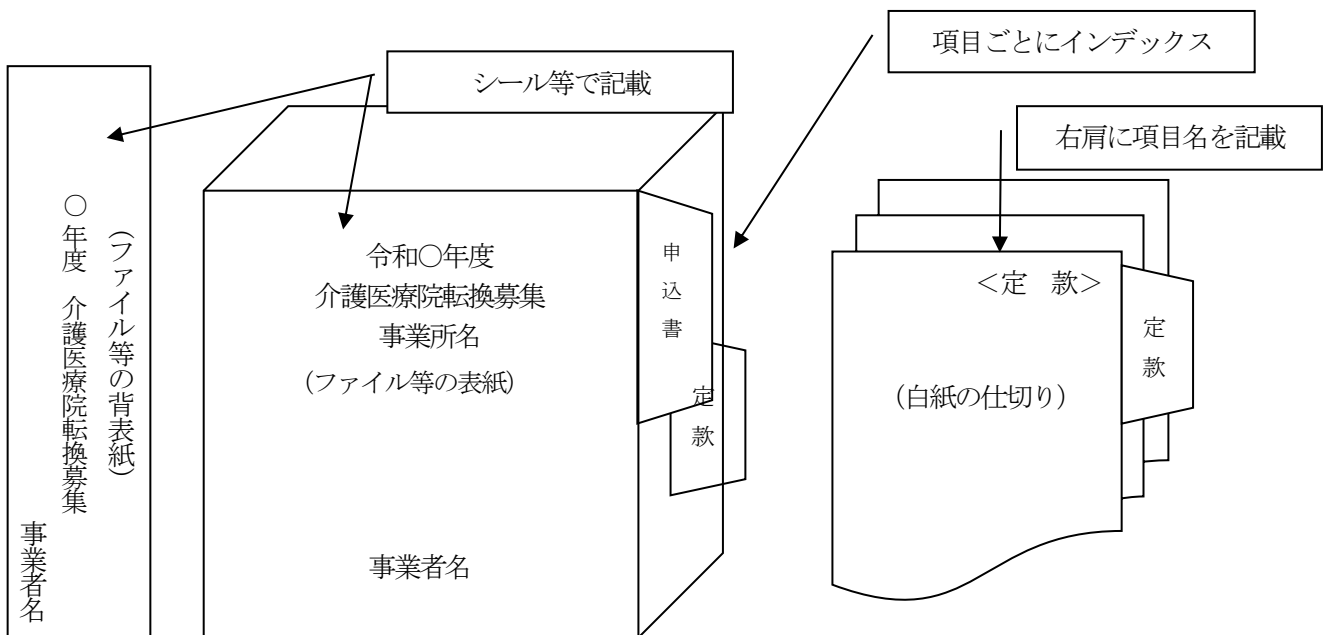 項目ごとにインデックス
シール等で記載
右肩に項目名を記載
(ファイル等の背表紙)
〇年度 介護医療院転換募集
事業者名
令和〇年度
介護医療院転換募集
事業所名
(ファイル等の表紙)
事業者名
申込書
定款
＜定 款＞
(白紙の仕切り)
定款